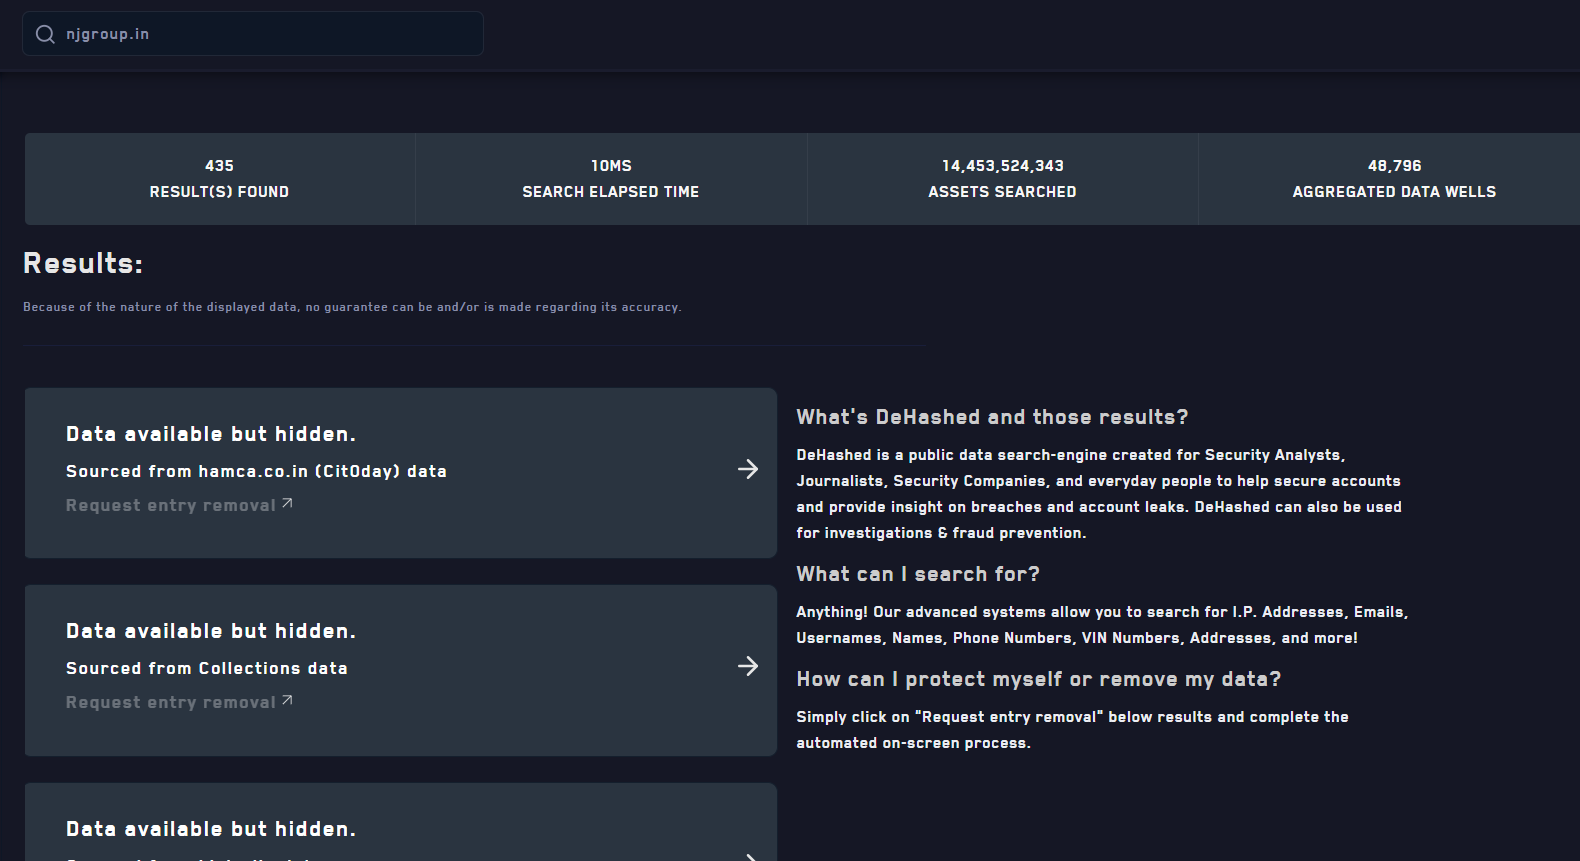 njgroup.in
435
RESULT(S) FOUND
10MS
SEARCH ELAPSED TIME
14,453,524,343
ASSETS SEARCHED
48,796
AGGREGATED DATA WELLS
Results:
Because of the nature of the displayed data, no guarantee can be and/or is made regarding its accuracy.
Data available but hidden.
Sourced from hamca.co.in (Cit0day) data
Request entry removal
Data available but hidden.
Sourced from Collections data
Request entry removal
Data available but hidden.
What's DeHashed and those results?
DeHashed is a public data search-engine created for Security Analysts,
Journalists, Security Companies, and everyday people to help secure accounts
and provide insight on breaches and account leaks. DeHashed can also be used
for investigations & fraud prevention.
What can I search for?
Anything! Our advanced systems allow you to search for I.P. Addresses, Emails,
Usernames, Names, Phone Numbers, VIN Numbers, Addresses, and more!
How can I protect myself or remove my data?
Simply click on "Request entry removal" below results and complete the
automated on-screen process.